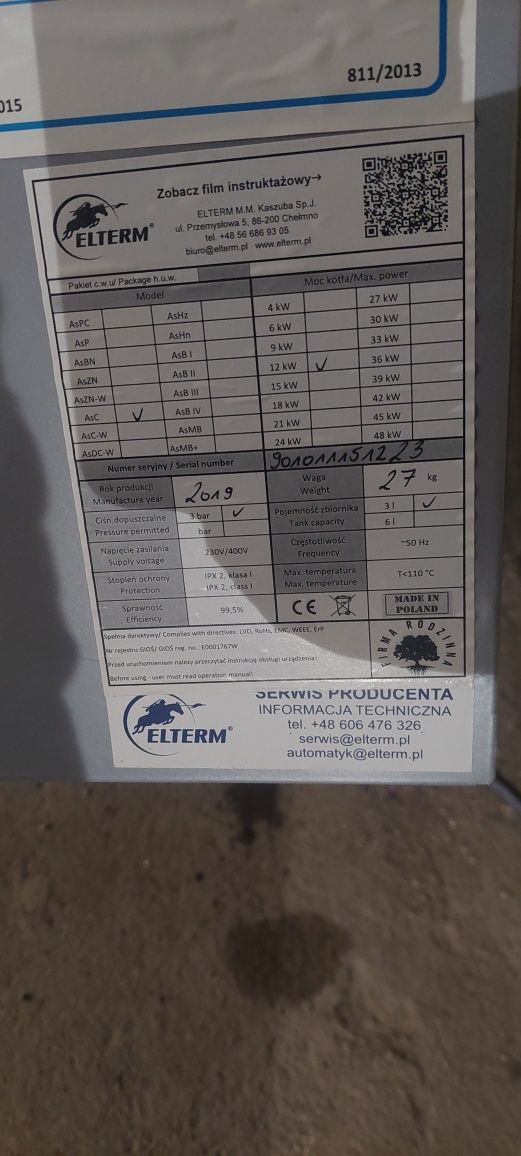 015
811/2013
ELTERM®
Zobacz film instruktażowy→
ELTERM M.M. Kaszuba Sp.J.
ul. Przemysłowa 5, 86-200 Chełmno
tel. +48 56 686 93 05
biuro@elterm.pl www.elterm.pl
Pakiet c.w.u/ Package h.u.w.
Model
Moc kotła/Max. power
AsPC AsHz 4 kW 27 kW
AsP AsHn 6 kW 30 kW
AsBN AsB I 9 kW 33 kW
AsZN AsB II 12 kW ✓ 36 kW
AsZN-W AsB III 15 kW 39 kW
AsC ✓ AsB IV 18 kW 42 kW
AsC-W AsMB 21 kW 45 kW
AsDC-W AsMB+ 24 kW 48 kW
Numer seryjny / Serial number 901011151223
Rok produkcji
Manufacture year
2019
Waga
Weight
27 kg
Ciśn.dopuszczalne
Pressure permitted
3 bar ✓
bar
Pojemność zbiornika
Tank capacity
3 l ✓
6 l
Napięcie zasilania
Supply voltage
230V/400V
Częstotliwość
Frequency
~50 Hz
Stopień ochrony
Protection
IPX 2, klasa I
IPX 2, class I
Max. temperatura
Max. temperature
T<110 °C
Sprawność
Efficiency
99,5%
CE
MADE IN
POLAND
Spełnia dyrektywy/ Complies with directives: LVD, RoHs, EMC, WEEE, ErP
Nr rejestru GIOŚ/ GIOŚ reg. no.: E0001767W
Przed uruchomieniem należy przeczytać instrukcję obsługi urządzenia!
Before using - user must read operation manual!
FIRMA RODZINNA
ELTERM®
SERWIS PRODUCENTA
INFORMACJA TECHNICZNA
tel. +48 606 476 326
serwis@elterm.pl
automatyk@elterm.pl